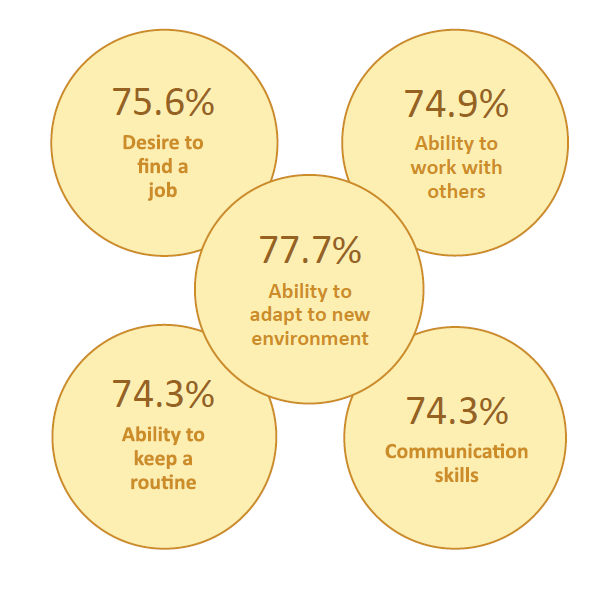 75.6%
Desire to
find a
job
74.9%
Ability to
work with
others
77.7%
Ability to
adapt to new
environment
74.3%
Ability to
keep a
routine
74.3%
Communication
skills